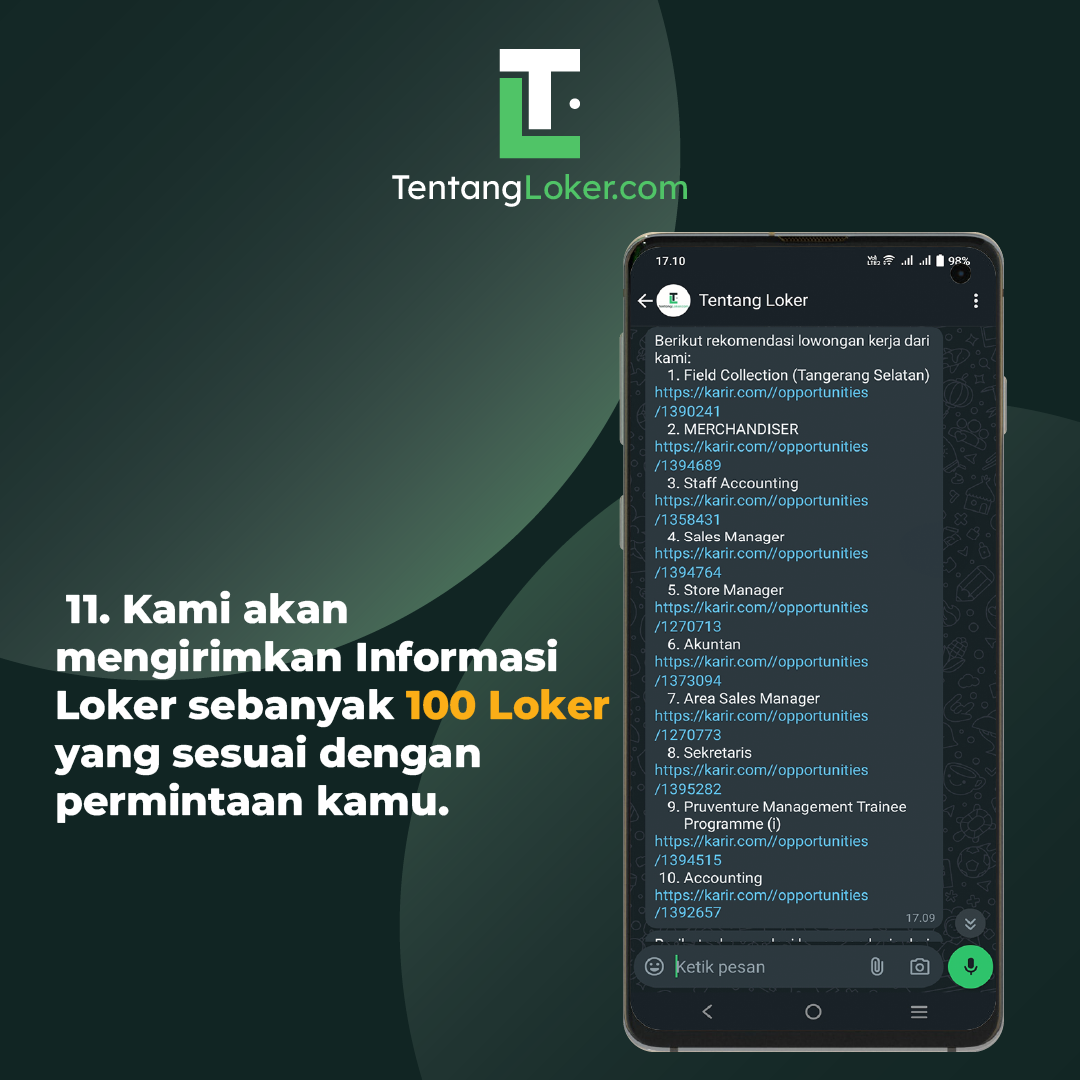 TentangLoker.com
11. Kami akan
mengirimkan Informasi
Loker sebanyak 100 Loker
yang sesuai dengan
permintaan kamu.
17.10
98%
Tentang Loker
Berikut rekomendasi lowongan kerja dari
kami:
1. Field Collection (Tangerang Selatan)
https://karir.com//opportunities
/1390241
2. MERCHANDISER
https://karir.com//opportunities
/1394689
3. Staff Accounting
https://karir.com//opportunities
/1358431
4. Sales Manager
https://karir.com//opportunities
/1394764
5. Store Manager
https://karir.com//opportunities
/1270713
6. Akuntan
https://karir.com//opportunities
/1373094
7. Area Sales Manager
https://karir.com//opportunities
/1270773
8. Sekretaris
https://karir.com//opportunities
/1395282
9. Pruventure Management Trainee
Programme (i)
https://karir.com//opportunities
/1394515
10. Accounting
https://karir.com//opportunities
/1392657
17.09
Ketik pesan